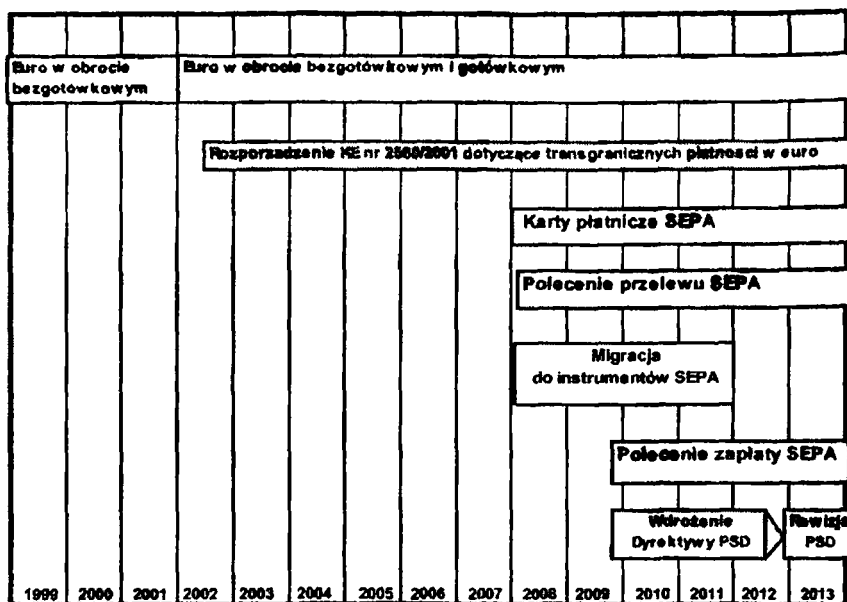 Euro w obrocie
bezgotówkowym
Euro w obrocie bezgotówkowym i gotówkowym
Rozporządzenie KE nr 2560/2001 dotyczące transgranicznych płatności w euro
Karty płatnicze SEPA
Polecenie przelewu SEPA
Migracja
do instrumentów SEPA
Polecenie zapłaty SEPA
Wdrożenie
Dyrektywy PSD
Rewizja
PSD
1999 2000 2001 2002 2003 2004 2005 2006 2007 2008 2009 2010 2011 2012 2013